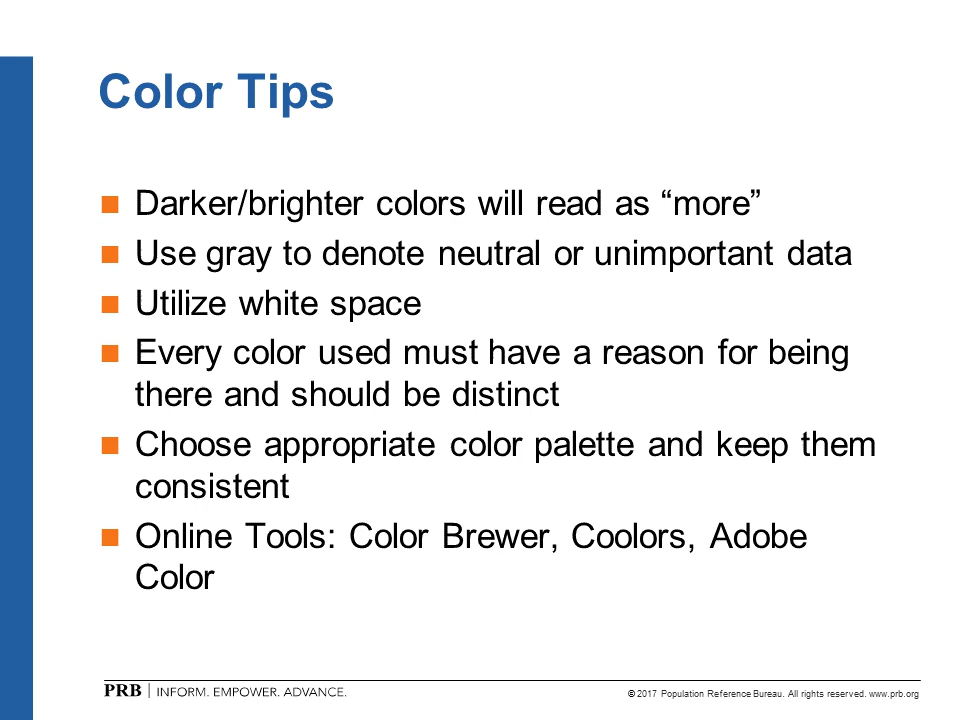 Color Tips
Darker/brighter colors will read as “more”
Use gray to denote neutral or unimportant data
Utilize white space
Every color used must have a reason for being
there and should be distinct
Choose appropriate color palette and keep them
consistent
Online Tools: Color Brewer, Coolors, Adobe
Color
PRB | INFORM. EMPOWER. ADVANCE.
© 2017 Population Reference Bureau. All rights reserved. www.prb.org